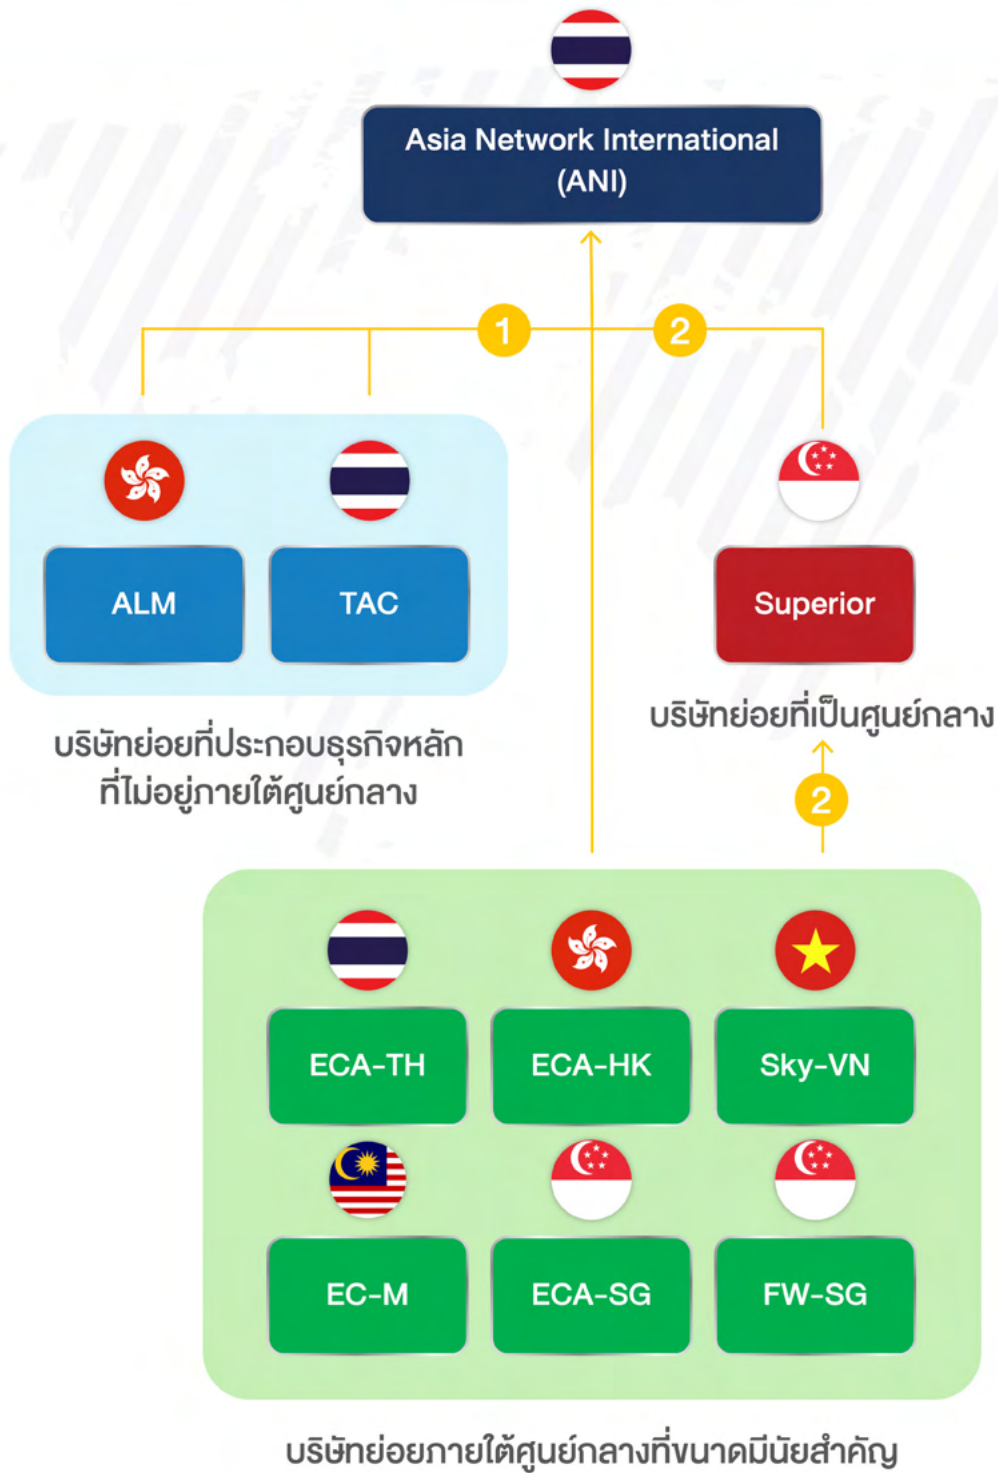 Asia Network International
(ANI)
1
2
ALM
TAC
Superior
บริษัทย่อยที่ประกอบธุรกิจหลัก
ที่ไม่อยู่ภายใต้ศูนย์กลาง
บริษัทย่อยที่เป็นศูนย์กลาง
2
ECA-TH
ECA-HK
Sky-VN
EC-M
ECA-SG
FW-SG
บริษัทย่อยภายใต้ศูนย์กลางที่ขนาดมีนัยสำคัญ